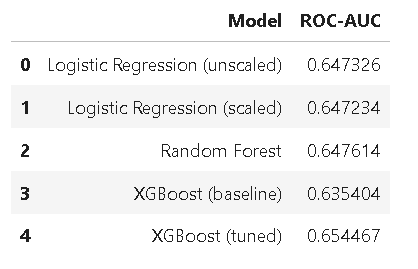 Model ROC-AUC
0 Logistic Regression (unscaled) 0.647326
1 Logistic Regression (scaled) 0.647234
2 Random Forest 0.647614
3 XGBoost (baseline) 0.635404
4 XGBoost (tuned) 0.654467